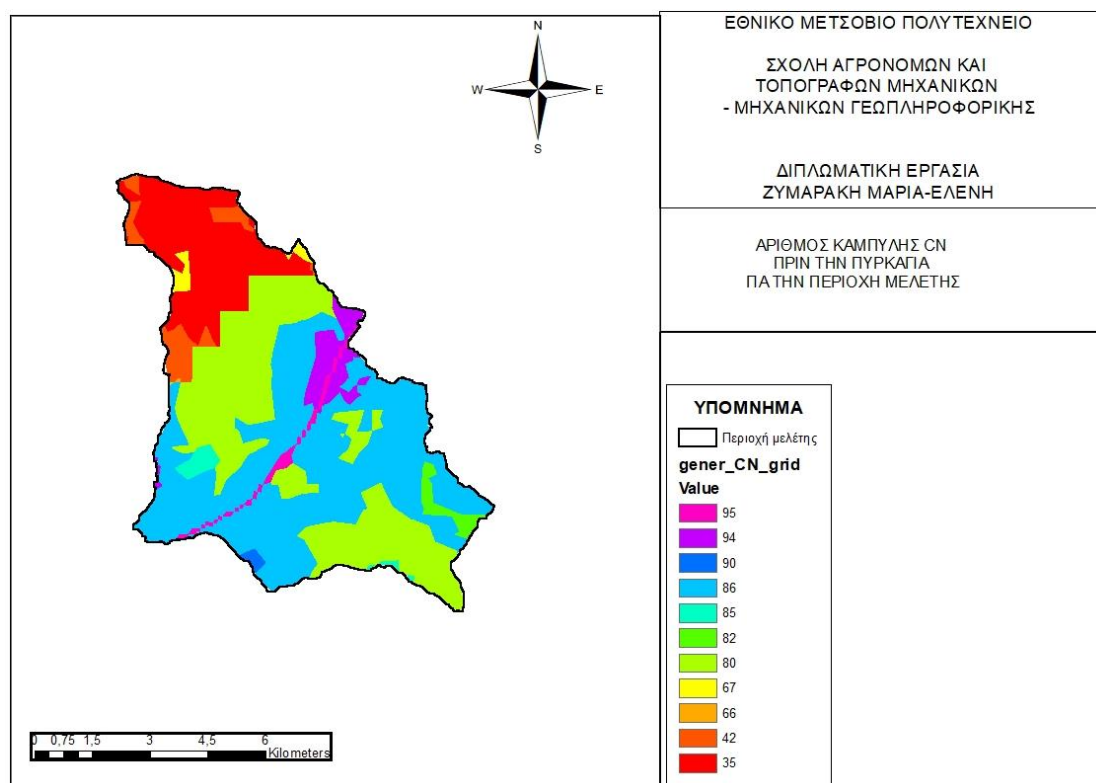 ΕΘΝΙΚΟ ΜΕΤΣΟΒΙΟ ΠΟΛΥΤΕΧΝΕΙΟ
ΣΧΟΛΗ ΑΓΡΟΝΟΜΩΝ ΚΑΙ
ΤΟΠΟΓΡΑΦΩΝ ΜΗΧΑΝΙΚΩΝ
- ΜΗΧΑΝΙΚΩΝ ΓΕΩΠΛΗΡΟΦΟΡΙΚΗΣ
ΔΙΠΛΩΜΑΤΙΚΗ ΕΡΓΑΣΙΑ
ΖΥΜΑΡΑΚΗ ΜΑΡΙΑ-ΕΛΕΝΗ
ΑΡΙΘΜΟΣ ΚΑΜΠΥΛΗΣ CN
ΠΡΙΝ ΤΗΝ ΠΥΡΚΑΓΙΑ
ΓΙΑ ΤΗΝ ΠΕΡΙΟΧΗ ΜΕΛΕΤΗΣ
N
W
E
S
ΥΠΟΜΝΗΜΑ
Περιοχή μελέτης
gener_CN_grid
Value
95
94
90
86
85
82
80
67
66
42
35
0 0,75 1,5 3 4,5 6
Kilometers